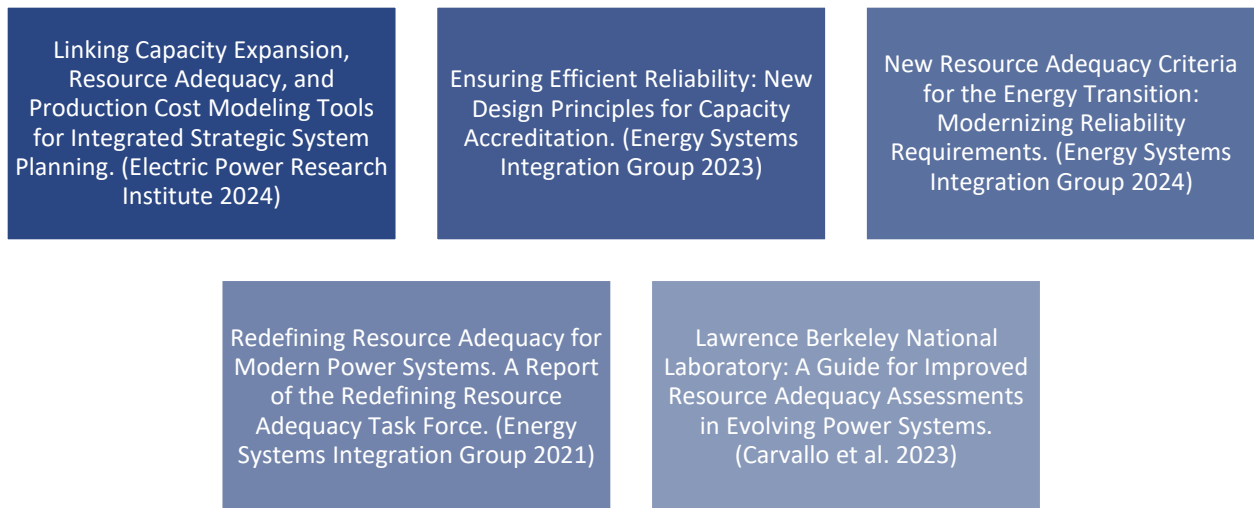 Linking Capacity Expansion,
Resource Adequacy, and
Production Cost Modeling Tools
for Integrated Strategic System
Planning. (Electric Power Research
Institute 2024)
Ensuring Efficient Reliability: New
Design Principles for Capacity
Accreditation. (Energy Systems
Integration Group 2023)
New Resource Adequacy Criteria
for the Energy Transition:
Modernizing Reliability
Requirements. (Energy Systems
Integration Group 2024)
Redefining Resource Adequacy for
Modern Power Systems. A Report
of the Redefining Resource
Adequacy Task Force. (Energy
Systems Integration Group 2021)
Lawrence Berkeley National
Laboratory: A Guide for Improved
Resource Adequacy Assessments
in Evolving Power Systems.
(Carvallo et al. 2023)